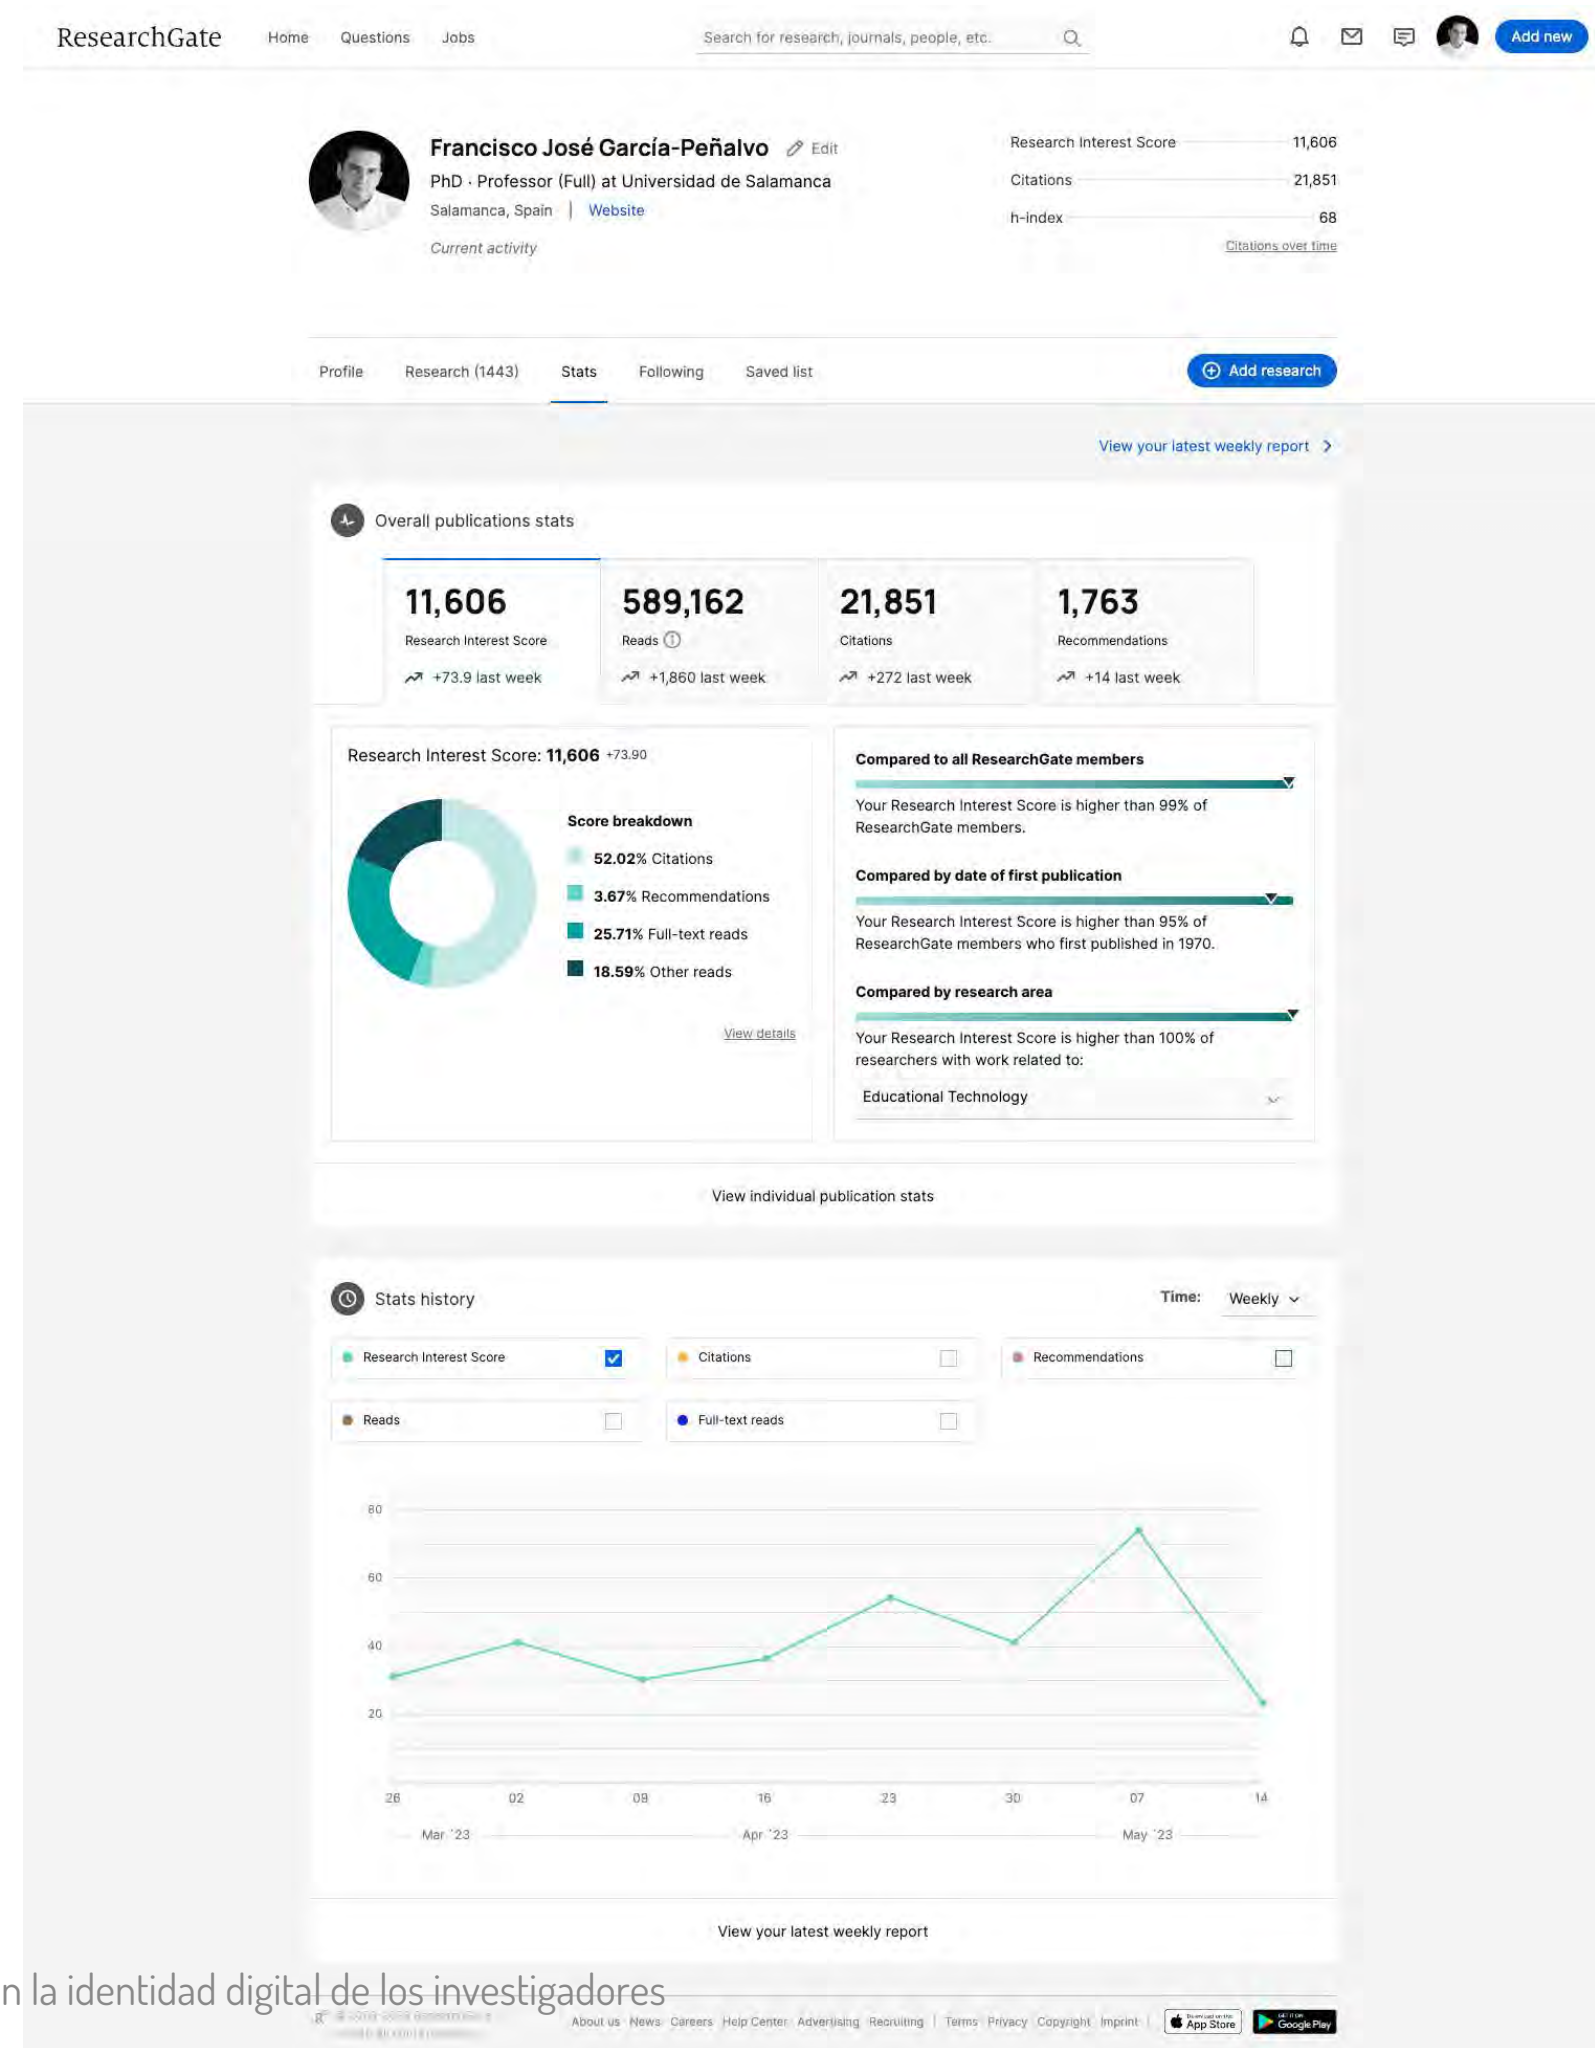 ResearchGate
Home Questions Jobs
Search for research, journals, people, etc.
Add new
Francisco José García-Peñalvo Edit
PhD · Professor (Full) at Universidad de Salamanca
Salamanca, Spain | Website
Current activity
Research Interest Score 11,606
Citations 21,851
h-index 68
Citations over time
Profile Research (1443) Stats Following Saved list
Add research
View your latest weekly report
Overall publications stats
11,606 589,162 21,851 1,763
Research Interest Score Reads Citations Recommendations
+73.9 last week +1,860 last week +272 last week +14 last week
Research Interest Score: 11,606 +73.90
Score breakdown
52.02% Citations
3.67% Recommendations
25.71% Full-text reads
18.59% Other reads
View details
Compared to all ResearchGate members
Your Research Interest Score is higher than 99% of
ResearchGate members.
Compared by date of first publication
Your Research Interest Score is higher than 95% of
ResearchGate members who first published in 1970.
Compared by research area
Your Research Interest Score is higher than 100% of
researchers with work related to:
Educational Technology
View individual publication stats
Stats history
Time: Weekly
Research Interest Score Citations Recommendations
Reads Full-text reads
80
60
40
20
26 02 09 16 23 30 07 14
Mar '23 Apr '23 May '23
View your latest weekly report
n la identidad digital de los investigadores
About us News Careers Help Center Advertising Recruiting | Terms Privacy Copyright Imprint |
Download on the
App Store
GET IT ON
Google Play